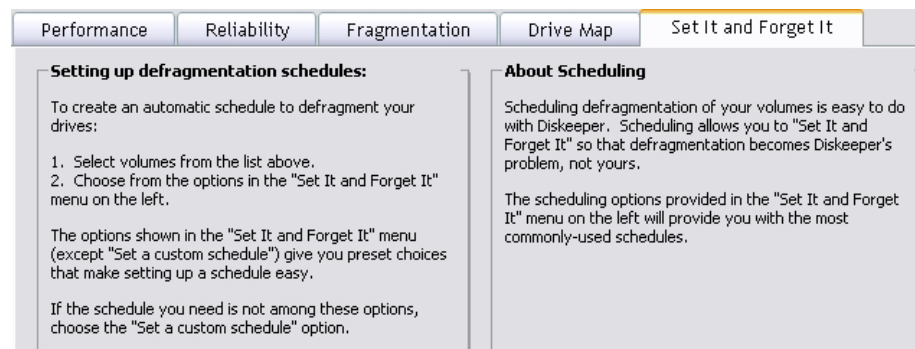 Performance
Reliability
Fragmentation
Drive Map
Set It and Forget It
Setting up defragmentation schedules:
To create an automatic schedule to defragment your
drives:
1. Select volumes from the list above.
2. Choose from the options in the "Set It and Forget It"
menu on the left.
The options shown in the "Set It and Forget It" menu
(except "Set a custom schedule") give you preset choices
that make setting up a schedule easy.
If the schedule you need is not among these options,
choose the "Set a custom schedule" option.
About Scheduling
Scheduling defragmentation of your volumes is easy to do
with Diskeeper. Scheduling allows you to "Set It and
Forget It" so that defragmentation becomes Diskeeper's
problem, not yours.
The scheduling options provided in the "Set It and Forget
It" menu on the left will provide you with the most
commonly-used schedules.